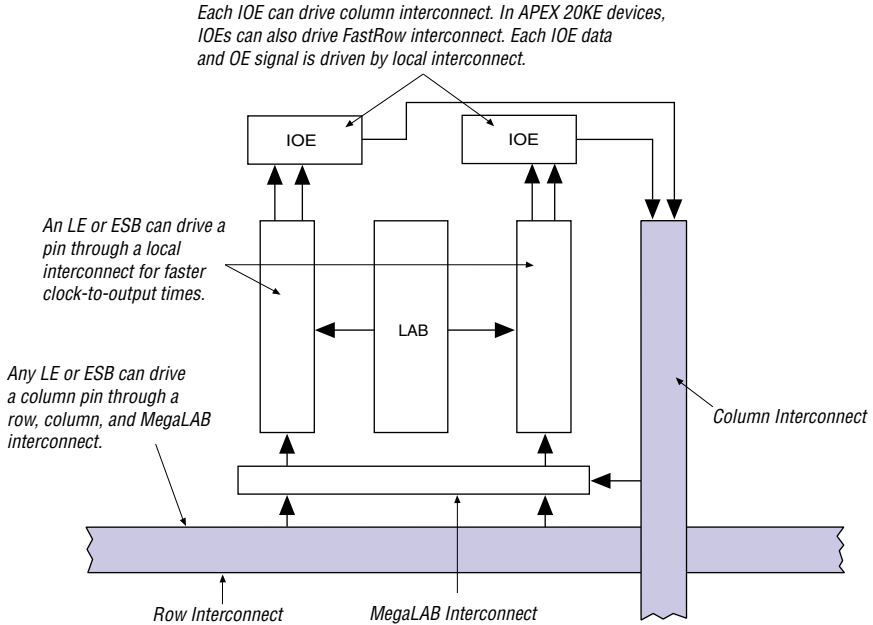 Each IOE can drive column interconnect. In APEX 20KE devices,
IOEs can also drive FastRow interconnect. Each IOE data
and OE signal is driven by local interconnect.
IOE
IOE
An LE or ESB can drive a
pin through a local
interconnect for faster
clock-to-output times.
LAB
Any LE or ESB can drive
a column pin through a
row, column, and MegaLAB
interconnect.
Column Interconnect
Row Interconnect
MegaLAB Interconnect